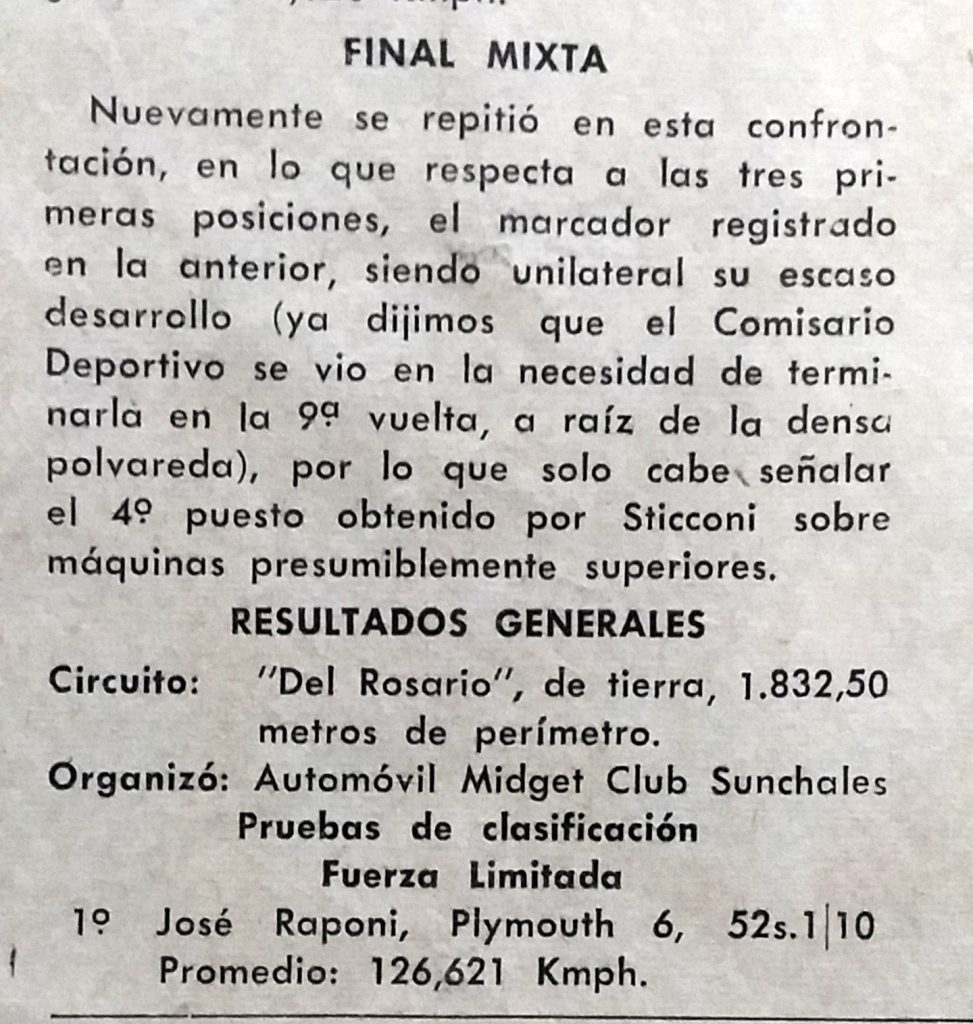 FINAL MIXTA
Nuevamente se repitió en esta confron-
tación, en lo que respecta a las tres pri-
meras posiciones, el marcador registrado
en la anterior, siendo unilateral su escaso
desarrollo (ya dijimos que el Comisario
Deportivo se vio en la necesidad de termi-
narla en la 9ª vuelta, a raíz de la densa
polvareda), por lo que solo cabe señalar
el 4º puesto obtenido por Sticconi sobre
máquinas presumiblemente superiores.
RESULTADOS GENERALES
Circuito: "Del Rosario", de tierra, 1.832,50
metros de perímetro.
Organizó: Automóvil Midget Club Sunchales
Pruebas de clasificación
Fuerza Limitada
1º José Raponi, Plymouth 6, 52s.1|10
Promedio: 126,621 Kmph.